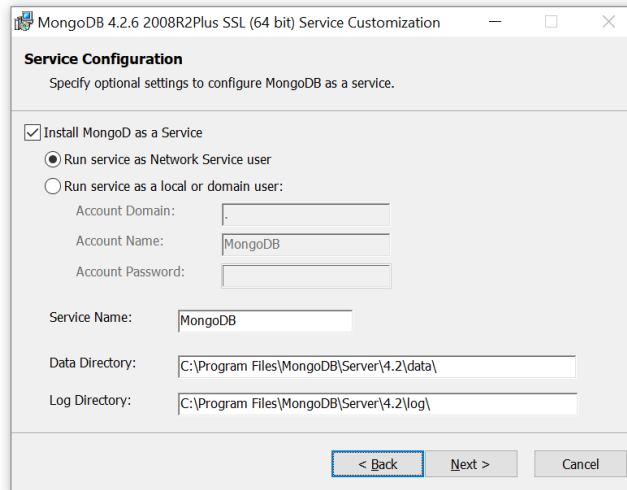 MongoDB 4.2.6 2008R2Plus SSL (64 bit) Service Customization
Service Configuration
Specify optional settings to configure MongoDB as a service.
Install MongoD as a Service
Run service as Network Service user
Run service as a local or domain user:
Account Domain: .
Account Name: MongoDB
Account Password:
Service Name: MongoDB
Data Directory: C:\Program Files\MongoDB\Server\4.2\data\
Log Directory: C:\Program Files\MongoDB\Server\4.2\log\
< Back Next > Cancel